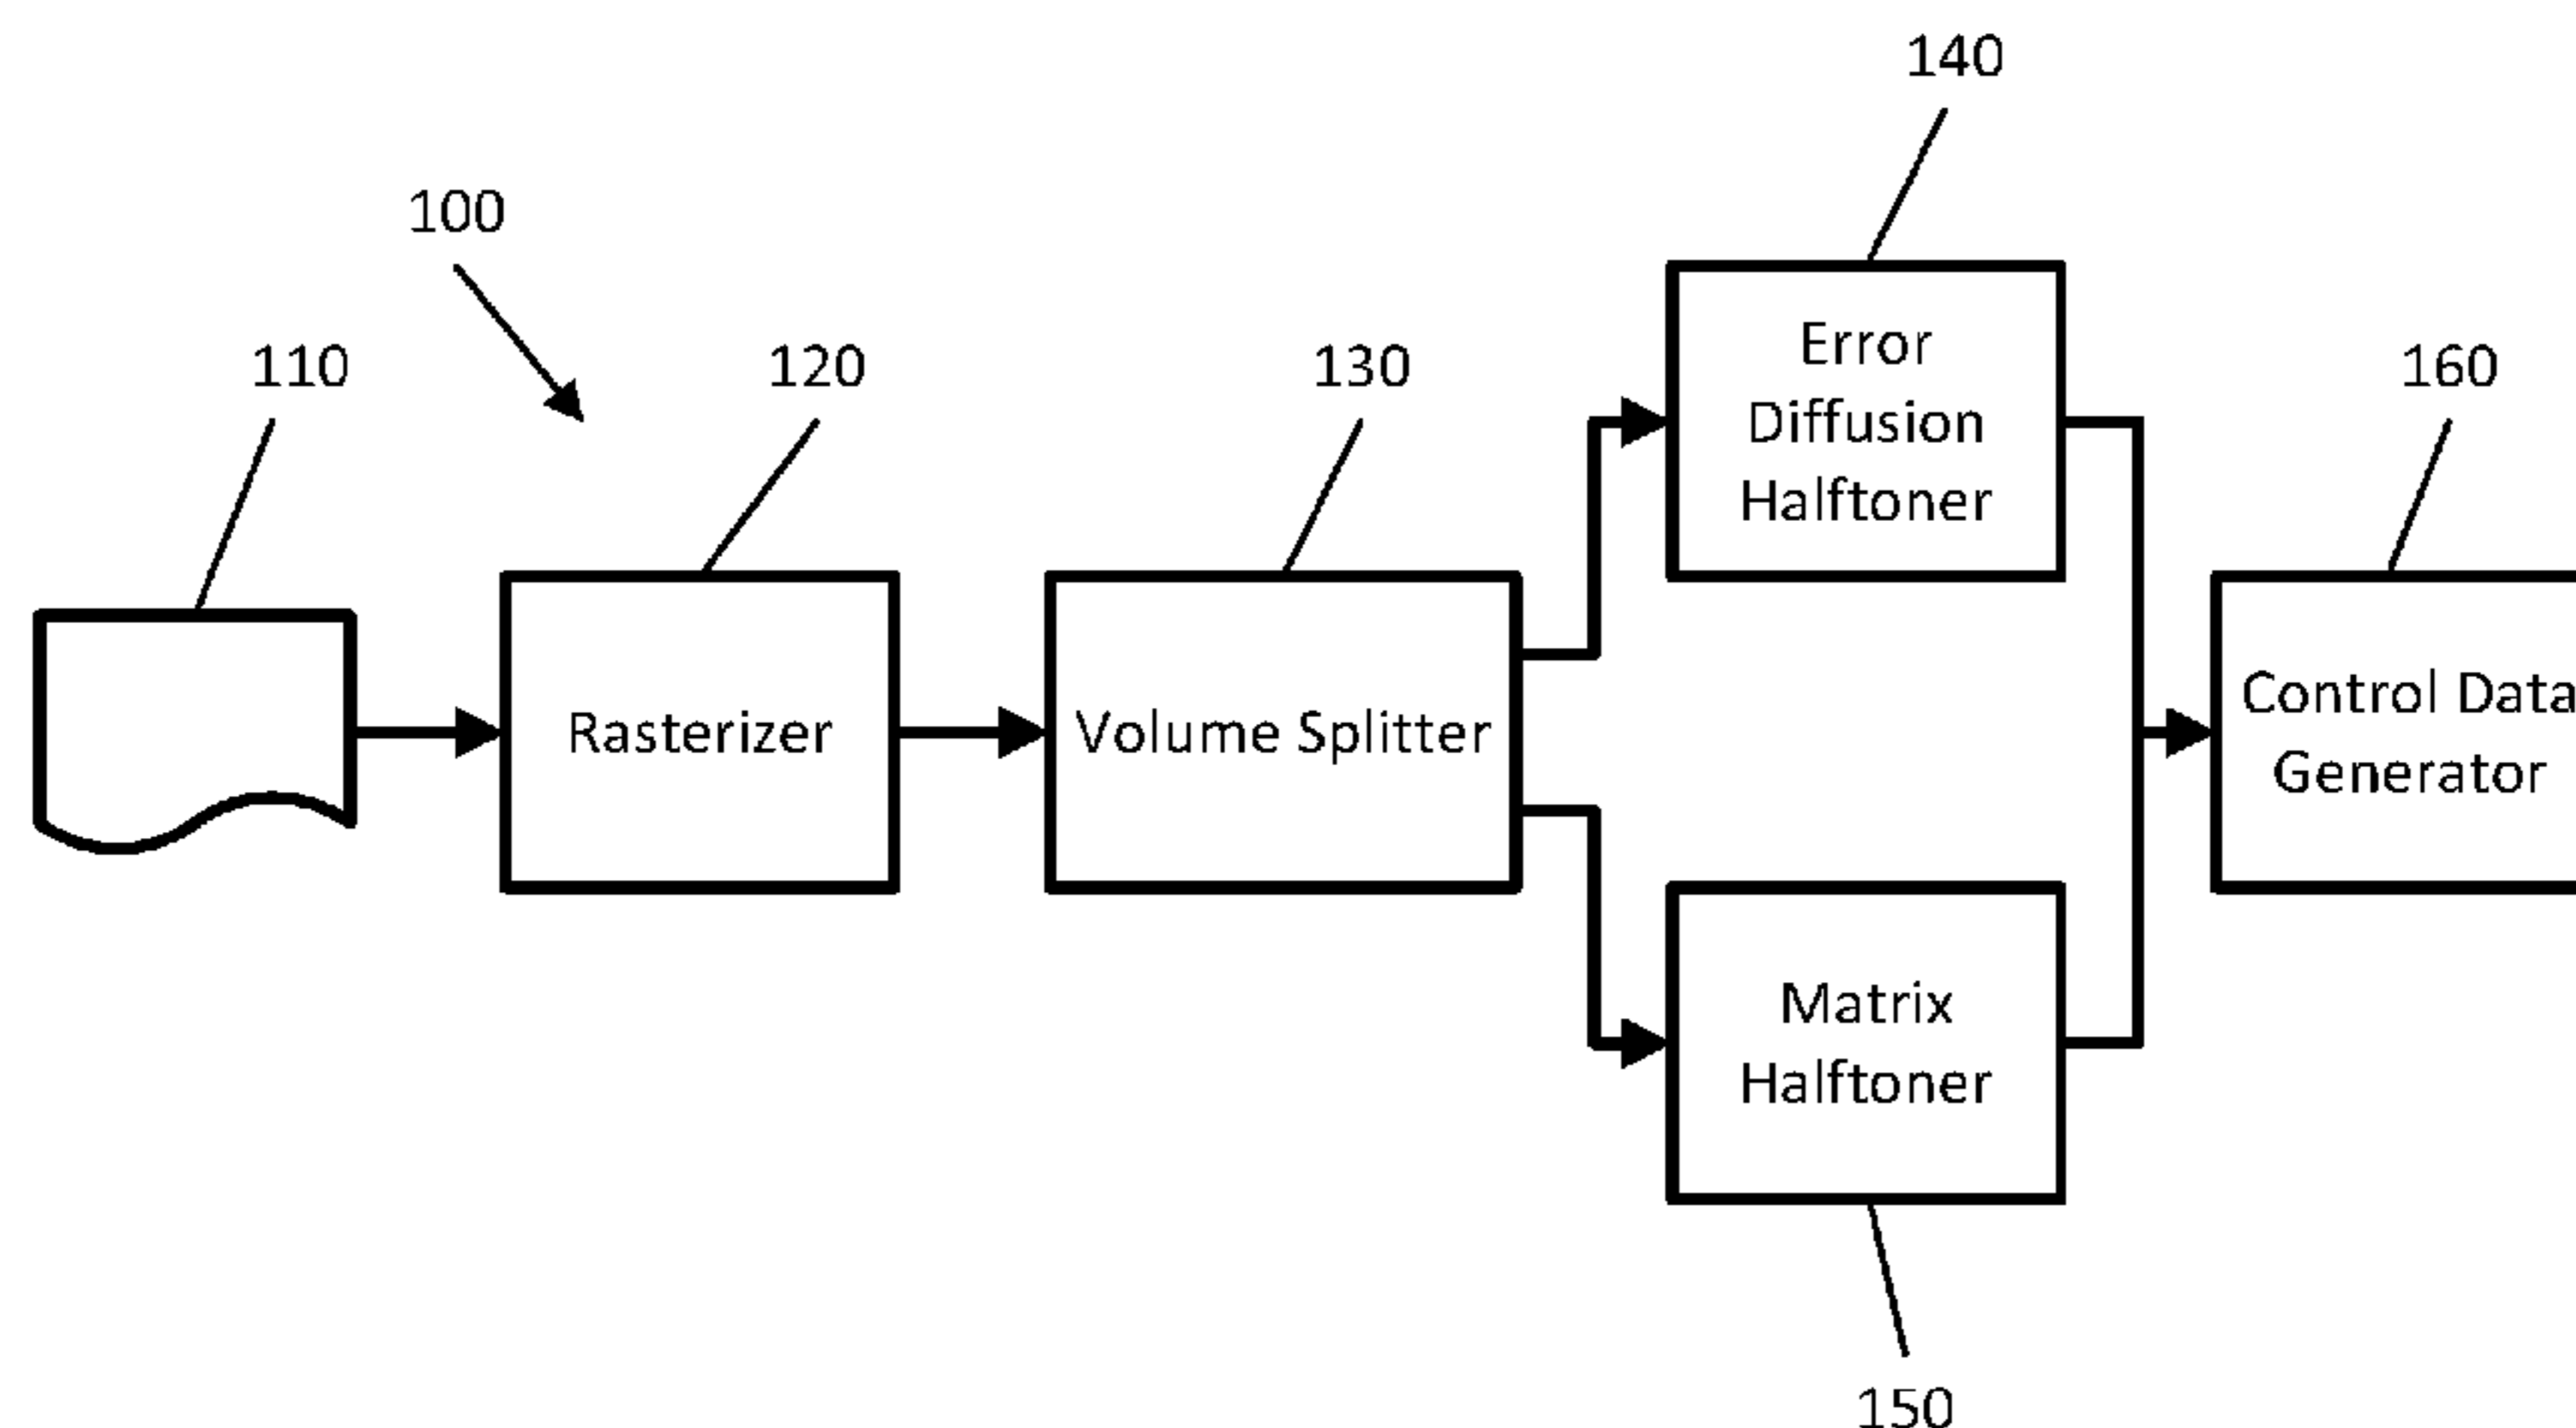 140
100
110
120
130
160
Error
Diffusion
Halftoner
Rasterizer
Volume Splitter
Control Data
Generator
Matrix
Halftoner
150